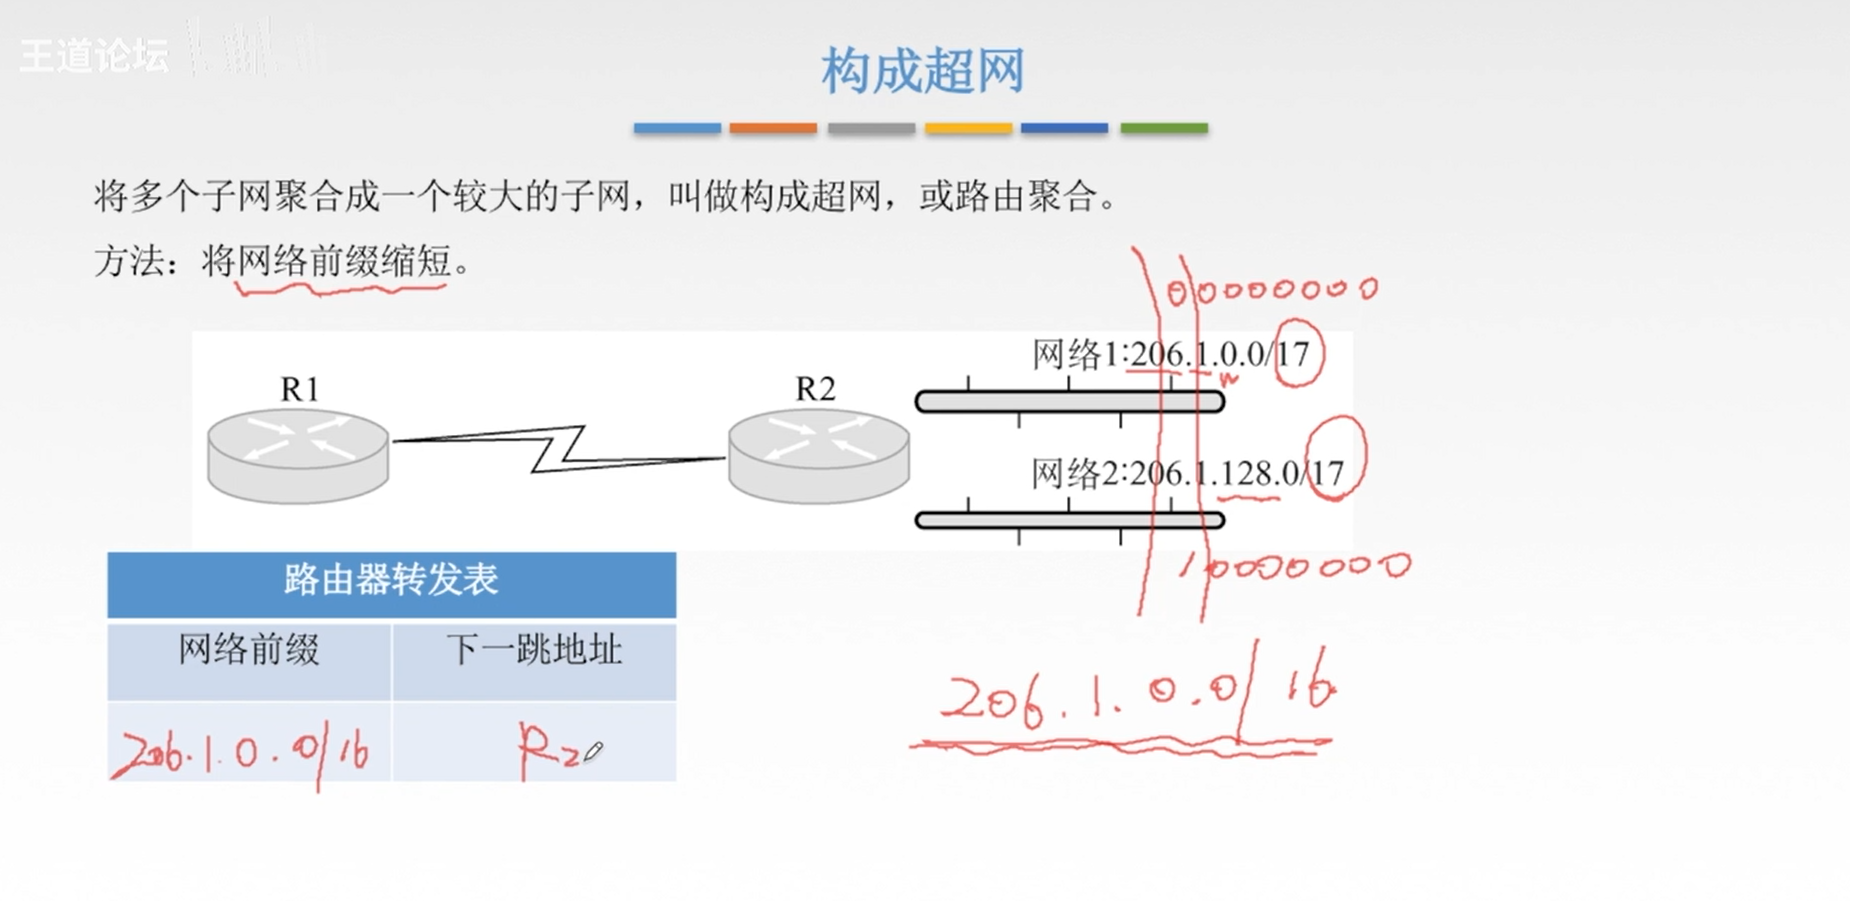 王道论坛
构成超网
将多个子网聚合成一个较大的子网，叫做构成超网，或路由聚合。
方法：将网络前缀缩短。
00000000
网络1:206.1.0.0/17
R1
R2
网络2:206.1.128.0/17
10000000
路由器转发表
网络前缀
下一跳地址
206.1.0.0/16
206.1.0.0/16
R2